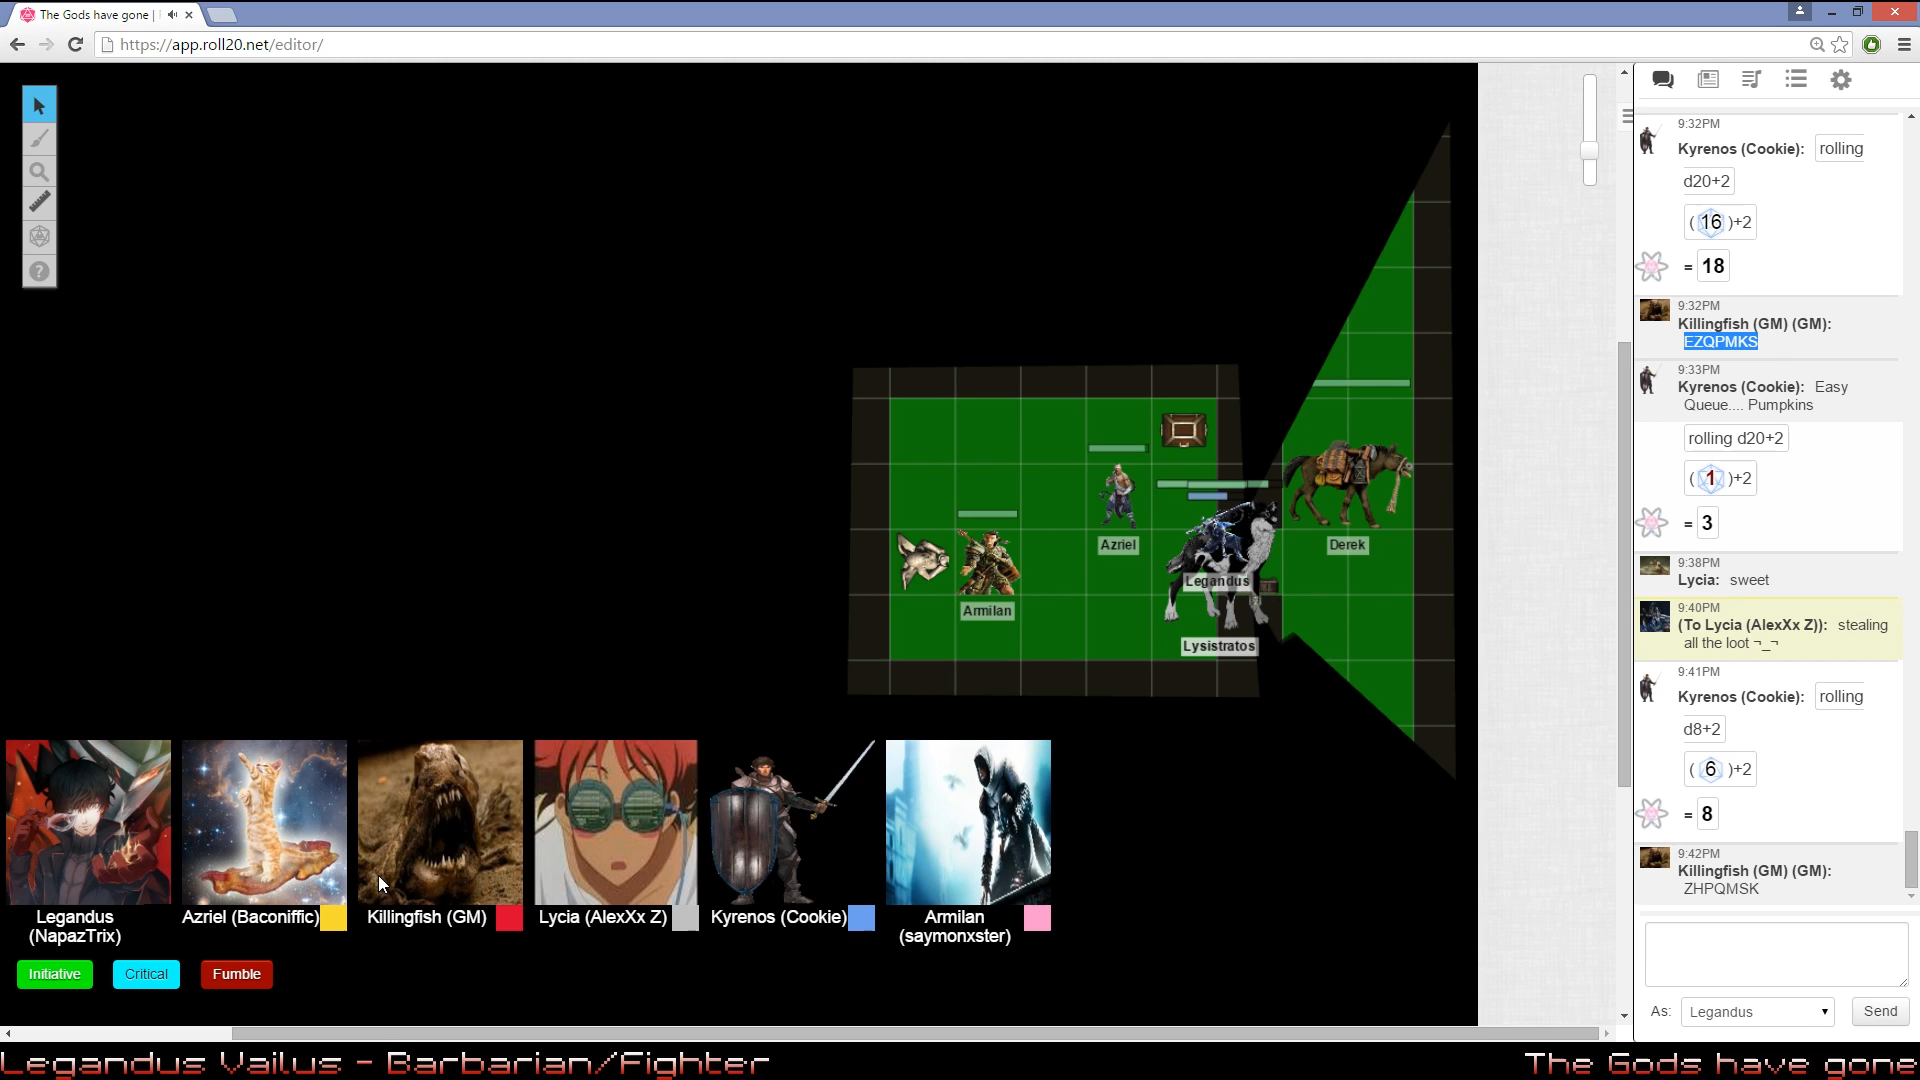 The Gods have gone |
https://app.roll20.net/editor/
9:32PM
Kyrenos (Cookie): rolling
d20+2
(16)+2
= 18
9:32PM
Killingfish (GM) (GM):
EZQPMKS
9:33PM
Kyrenos (Cookie): Easy
Queue.... Pumpkins
rolling d20+2
(1)+2
= 3
9:38PM
Lycia: sweet
9:40PM
(To Lycia (AlexXx Z)): stealing
all the loot ¬_¬
9:41PM
Kyrenos (Cookie): rolling
d8+2
(6)+2
= 8
9:42PM
Killingfish (GM) (GM):
ZHPQMSK
As: Legandus
Send
Azriel
Derek
Legandus
Armilan
Lysistratos
Legandus
(NapazTrix)
Azriel (Baconiffic)
Killingfish (GM)
Lycia (AlexXx Z)
Kyrenos (Cookie)
Armilan
(saymonxster)
Initiative
Critical
Fumble
Legandus Vailus - Barbarian/Fighter
The Gods have gone